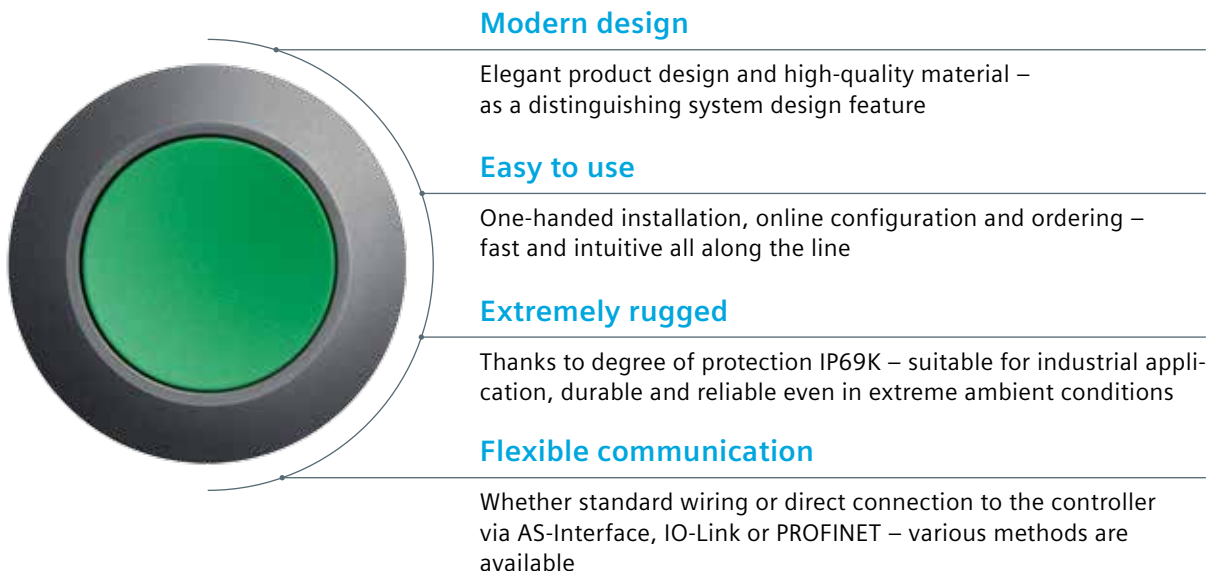 Modern design
Elegant product design and high-quality material –
as a distinguishing system design feature
Easy to use
One-handed installation, online configuration and ordering –
fast and intuitive all along the line
Extremely rugged
Thanks to degree of protection IP69K – suitable for industrial appli-
cation, durable and reliable even in extreme ambient conditions
Flexible communication
Whether standard wiring or direct connection to the controller
via AS-Interface, IO-Link or PROFINET – various methods are
available